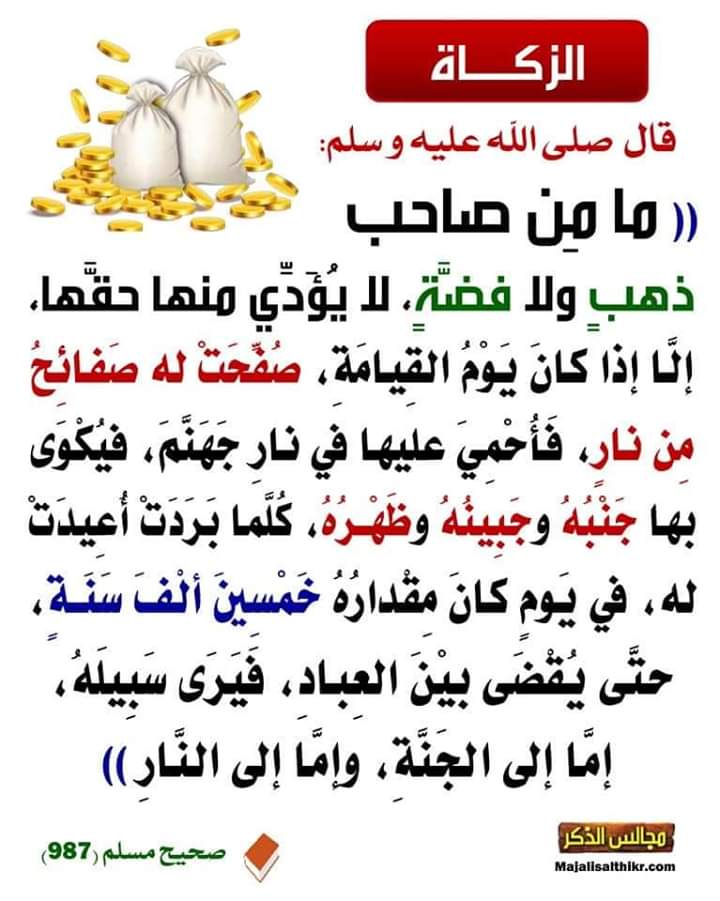 الزكاة
قال صلى الله عليه و سلم:
(( ما مِن صاحب
ذهبٍ ولا فضَّةٍ، لا يُؤَدِّي منها حقَّها،
إلَّا إذا كانَ يَوْمُ القِيامَةِ، صُفِّحَتْ له صَفائِحُ
مِن نارٍ، فَأُحْمِيَ عليها في نارِ جَهَنَّمَ، فيُكْوَى
بها جَنْبُهُ وجَبِينُهُ وظَهْرُهُ، كُلَّما بَرَدَتْ أُعِيدَتْ
له، في يَومٍ كانَ مِقْدارُهُ خَمْسِينَ ألْفَ سَنَةٍ،
حتَّى يُقْضَى بيْنَ العِبادِ، فَيَرَى سَبِيلَهُ،
إمَّا إلى الجَنَّةِ، وإمَّا إلى النَّارِ ))
صحيح مسلم (987)
مجالس الذكر
Majalisalthikr.com